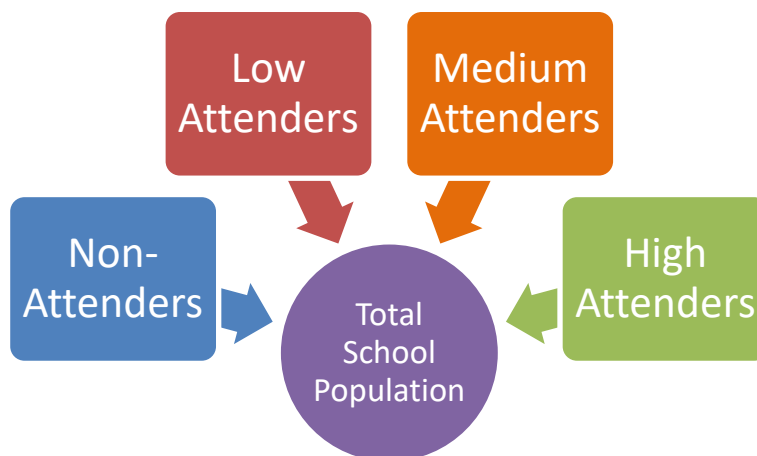 Low
Attenders
Medium
Attenders
Non-
Attenders
High
Attenders
Total
School
Population